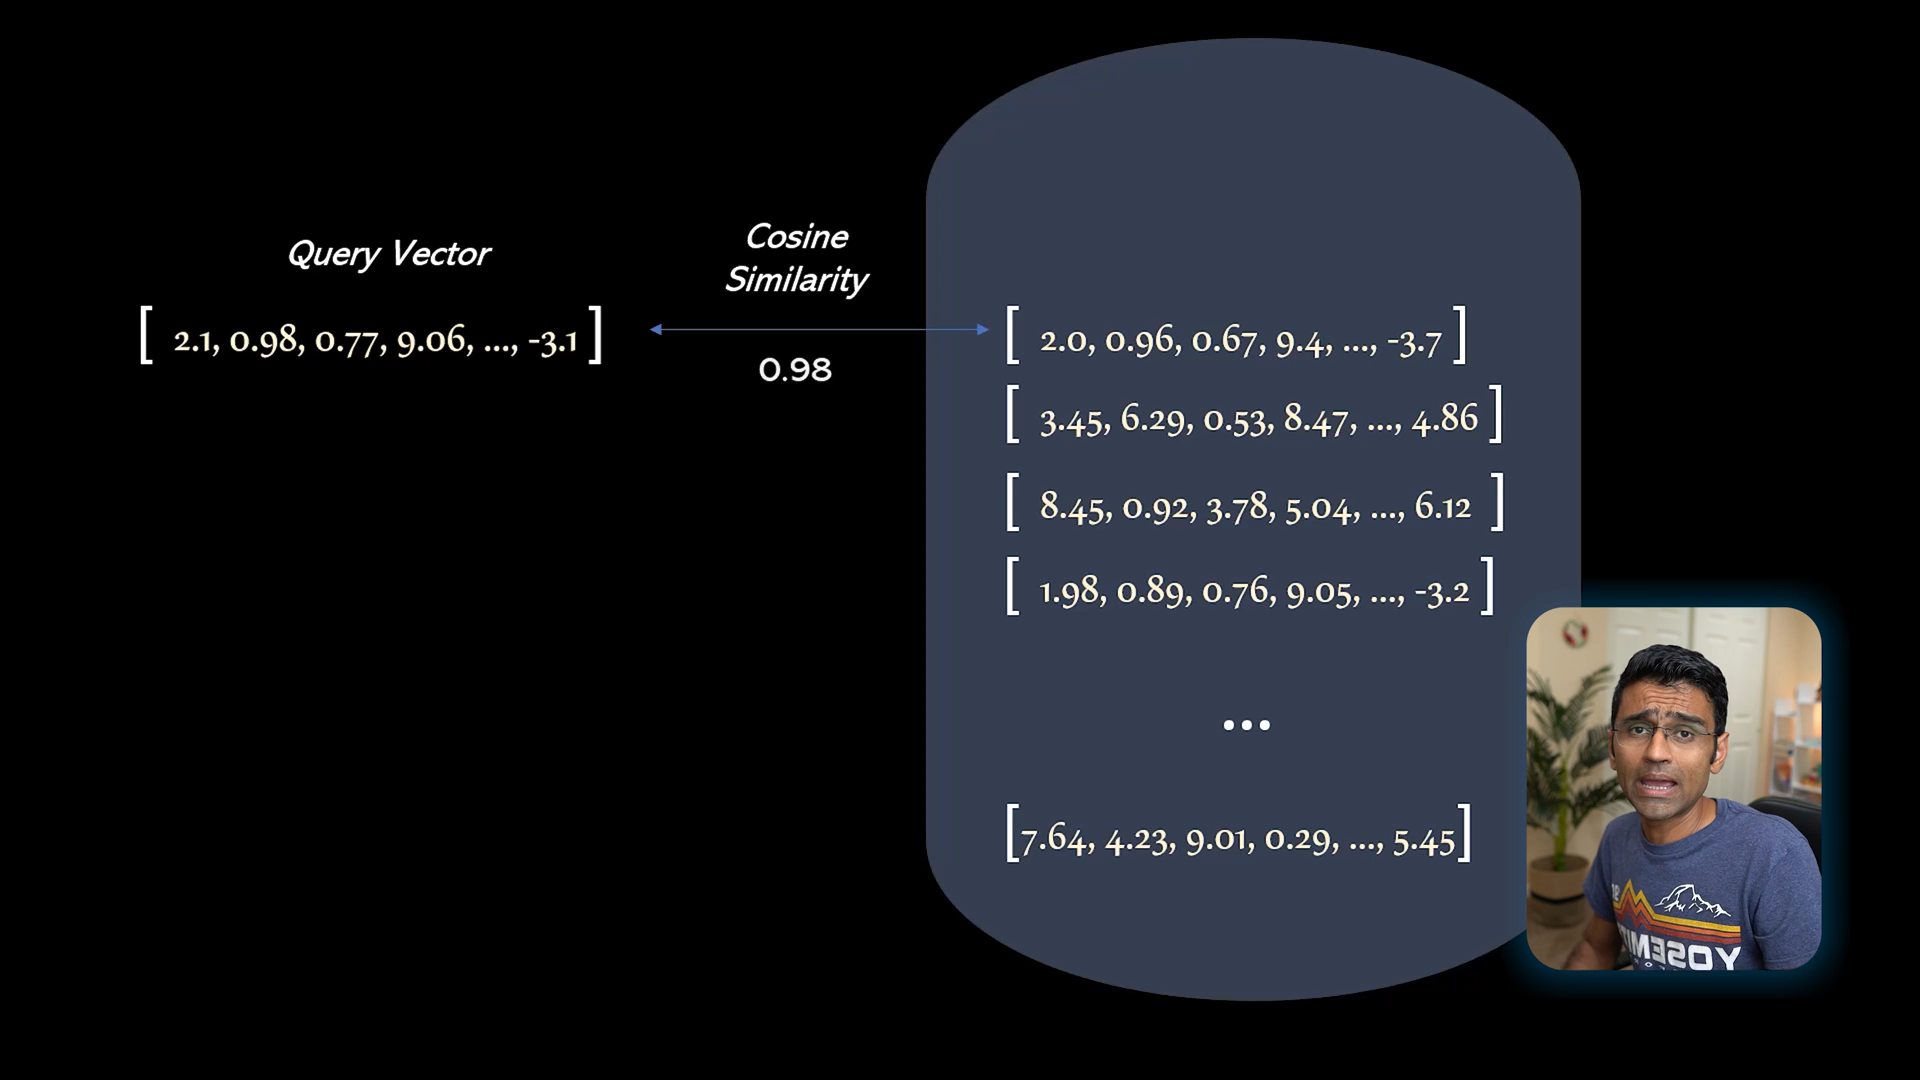 Query Vector
[ 2.1, 0.98, 0.77, 9.06, ..., -3.1 ]
Cosine
Similarity
0.98
[ 2.0, 0.96, 0.67, 9.4, ..., -3.7 ]
[ 3.45, 6.29, 0.53, 8.47, ..., 4.86 ]
[ 8.45, 0.92, 3.78, 5.04, ..., 6.12 ]
[ 1.98, 0.89, 0.76, 9.05, ..., -3.2 ]
...
[7.64, 4.23, 9.01, 0.29, ..., 5.45]
YOSEMIT